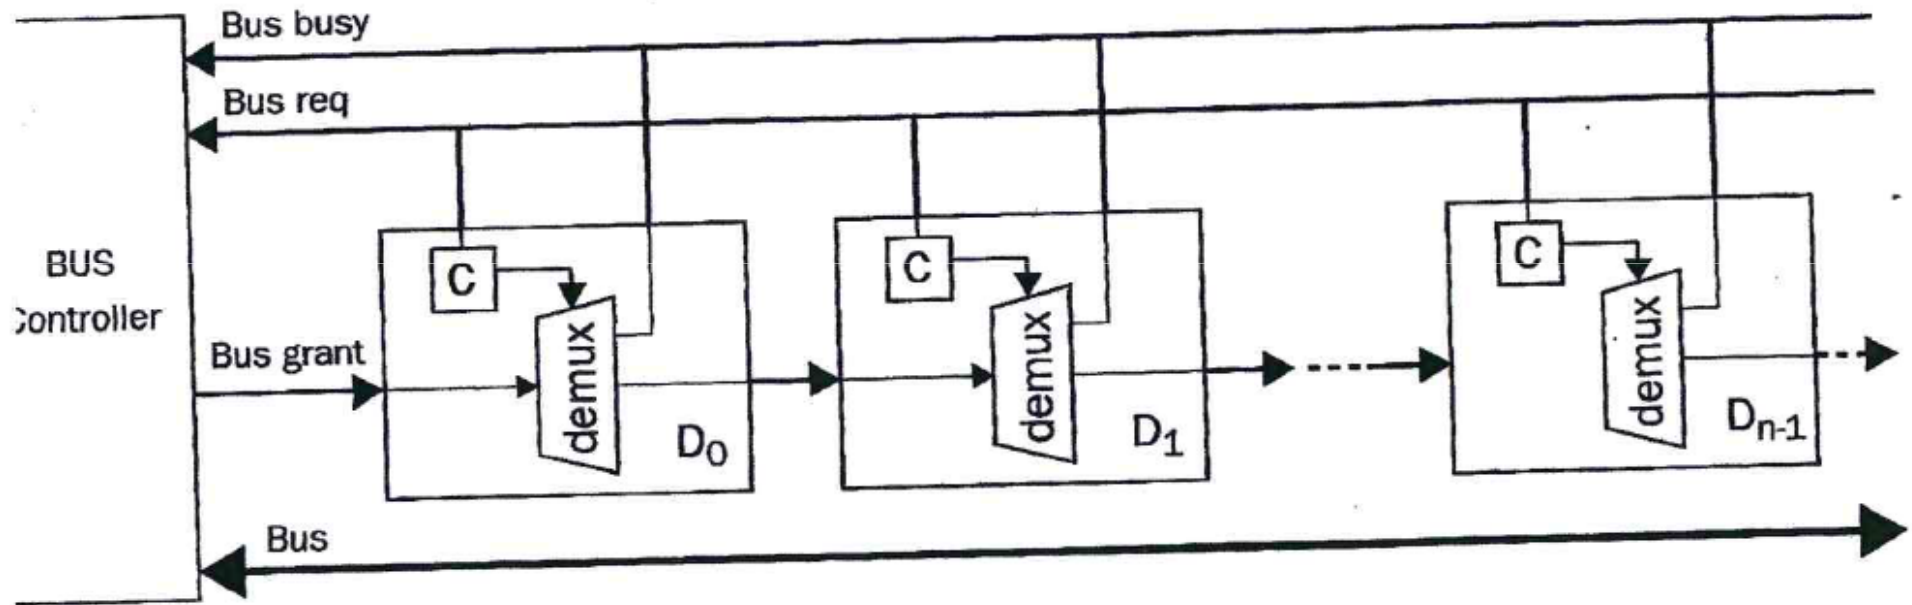 Bus busy
Bus req
BUS
Controller
Bus grant
C
demux
D0
C
demux
D1
C
demux
Dn-1
Bus